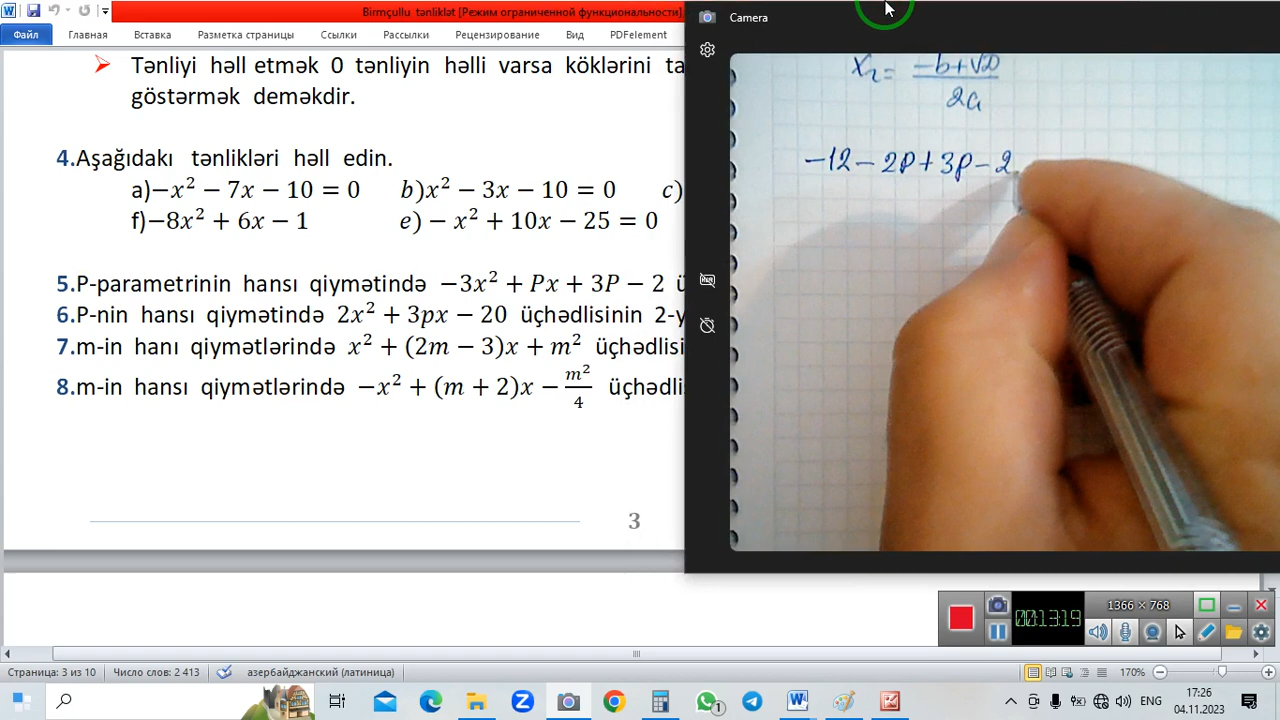 Birmçullu tənliklət [Режим ограниченной функциональности]
Файл Главная Вставка Разметка страницы Ссылки Рассылки Рецензирование Вид PDFelement
Tənliyi həll etmək 0 tənliyin həlli varsa köklərini ta
göstərmək deməkdir.
4.Aşağıdakı tənlikləri həll edin.
a)−x² − 7x − 10 = 0 b)x² − 3x − 10 = 0 c)
f)−8x² + 6x − 1 e) − x² + 10x − 25 = 0
5.P-parametrinin hansı qiymətində −3x² + Px + 3P − 2 ü
6.P-nin hansı qiymətində 2x² + 3px − 20 üçhədlisinin 2-y
7.m-in hanı qiymətlərində x² + (2m − 3)x + m² üçhədlisi
8.m-in hansı qiymətlərində −x² + (m + 2)x − m²/4 üçhədlis
3
Camera
x₂ = (−b+√D)/2a
−12 − 2p + 3p − 2
00:13:19
1366 × 768
Страница: 3 из 10 Число слов: 2 413 азербайджанский (латиница) 170%
1
ENG
17:26
04.11.2023